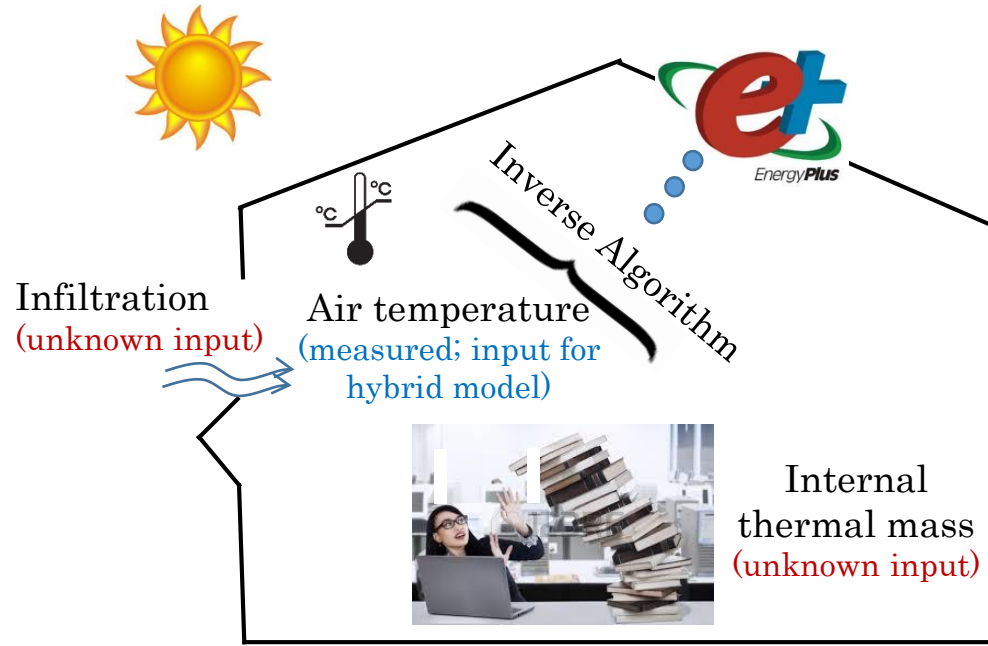 e+
EnergyPlus
Inverse Algorithm
°C
°C
Infiltration
(unknown input)
Air temperature
(measured; input for
hybrid model)
Internal
thermal mass
(unknown input)